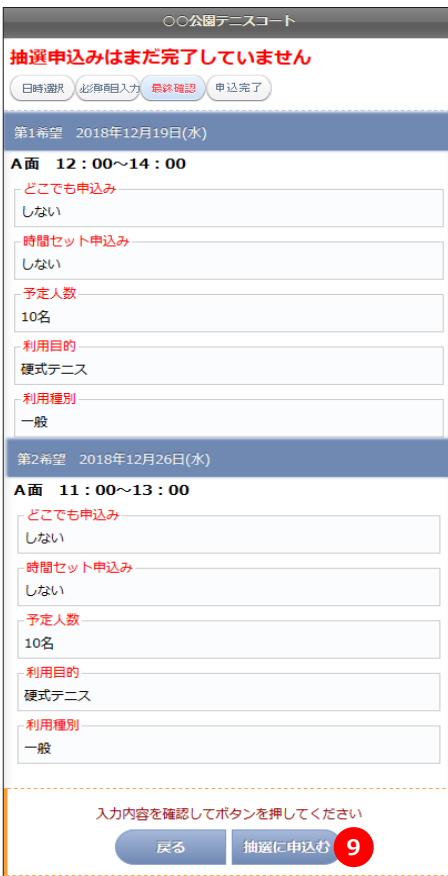 ○○公園テニスコート
抽選申込みはまだ完了していません
日時選択 必須項目入力 最終確認 申込完了
第1希望 2018年12月19日(水)
A面 12：00～14：00
どこでも申込み
しない
時間セット申込み
しない
予定人数
10名
利用目的
硬式テニス
利用種別
一般
第2希望 2018年12月26日(水)
A面 11：00～13：00
どこでも申込み
しない
時間セット申込み
しない
予定人数
10名
利用目的
硬式テニス
利用種別
一般
入力内容を確認してボタンを押してください
戻る 抽選に申込む 9